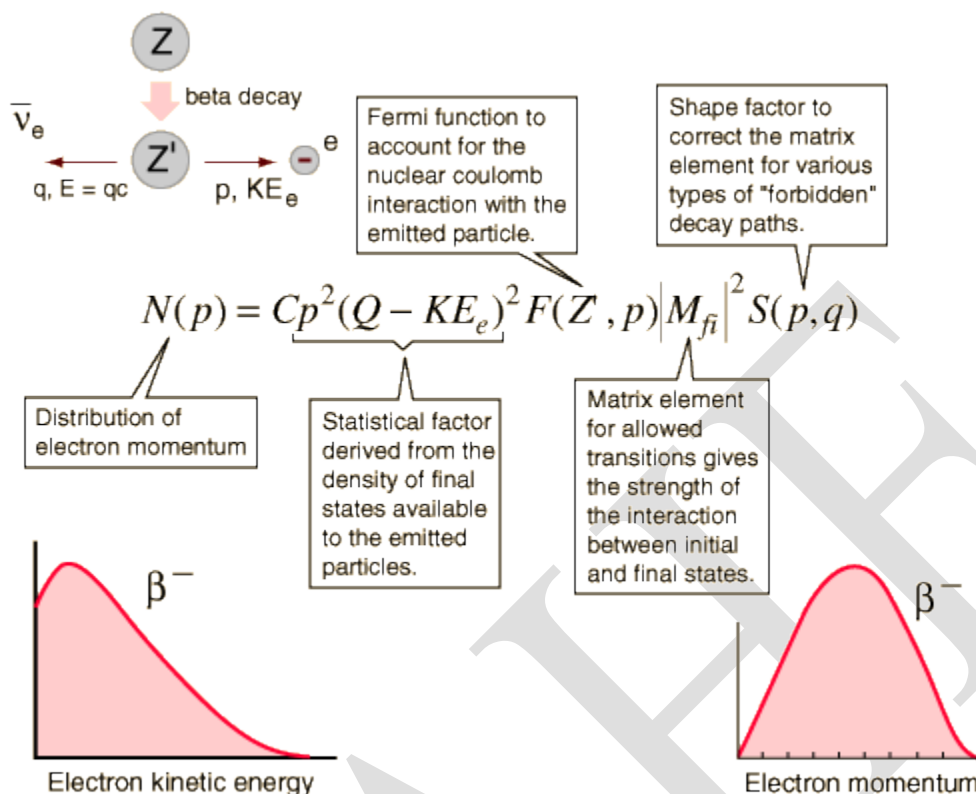 Z
beta decay
ν̅e
Z'
−
e
q, E = qc
p, KEe
Fermi function to
account for the
nuclear coulomb
interaction with the
emitted particle.
Shape factor to
correct the matrix
element for various
types of "forbidden"
decay paths.
N(p) = Cp²(Q − KEe)² F(Z', p)|Mfi|² S(p,q)
Distribution of
electron momentum
Statistical factor
derived from the
density of final
states available
to the emitted
particles.
Matrix element
for allowed
transitions gives
the strength of
the interaction
between initial
and final states.
β⁻
Electron kinetic energy
β⁻
Electron momentum